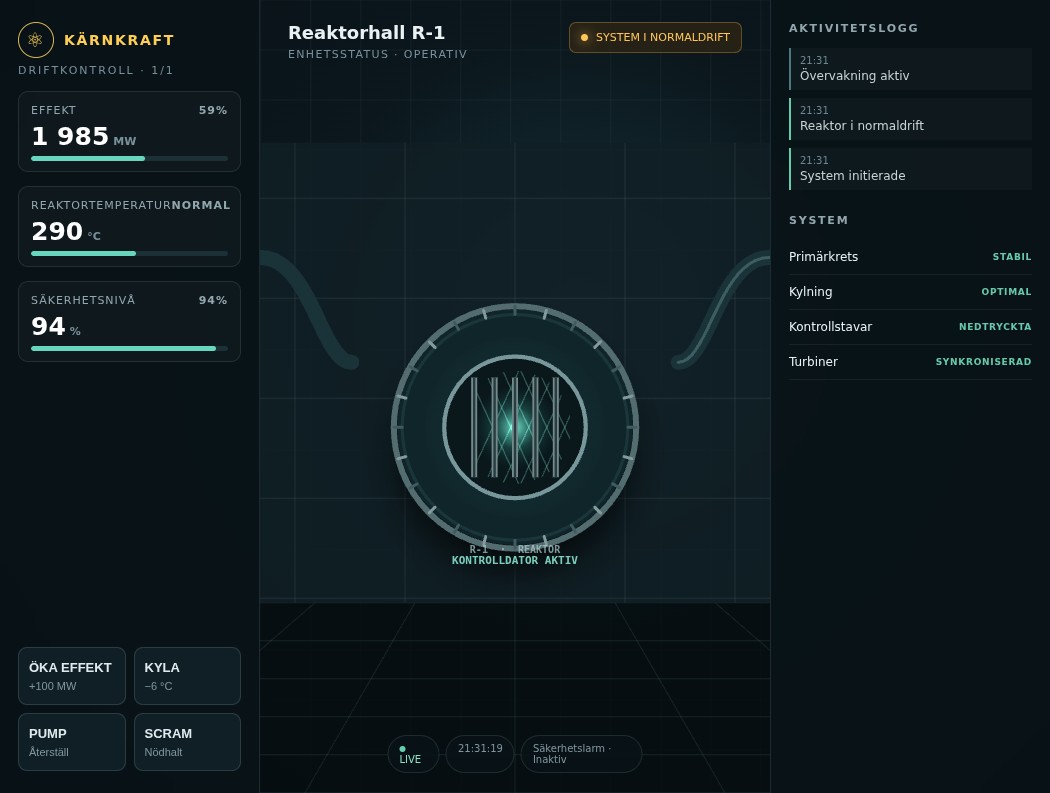 KÄRNKRAFT
DRIFTKONTROLL · 1/1
EFFEKT 59%
1 985 MW
REAKTORTEMPERATUR NORMAL
290 °C
SÄKERHETSNIVÅ 94%
94 %
ÖKA EFFEKT
+100 MW
KYLA
−6 °C
PUMP
Återställ
SCRAM
Nödhalt
Reaktorhall R-1
ENHETSSTATUS · OPERATIV
SYSTEM I NORMALDRIFT
R-1 · REAKTOR
KONTROLLDATOR AKTIV
● LIVE
21:31:19
Säkerhetslarm ·
Inaktiv
AKTIVITETSLOGG
21:31
Övervakning aktiv
21:31
Reaktor i normaldrift
21:31
System initierade
SYSTEM
Primärkrets STABIL
Kylning OPTIMAL
Kontrollstavar NEDTRYCKTA
Turbiner SYNKRONISERAD